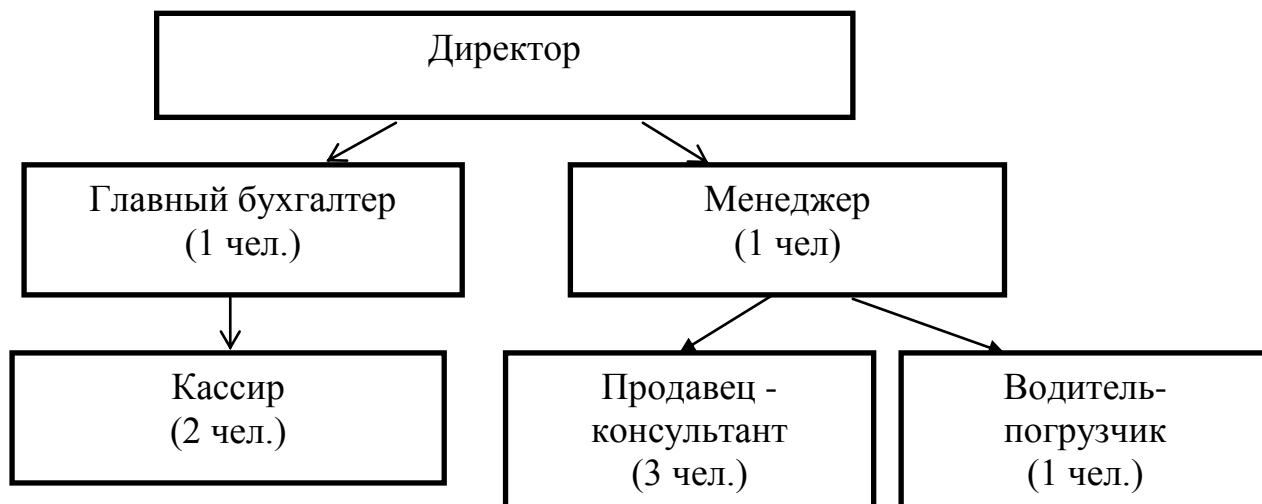 Директор
Главный бухгалтер
(1 чел.)
Менеджер
(1 чел)
Кассир
(2 чел.)
Продавец -
консультант
(3 чел.)
Водитель-
погрузчик
(1 чел.)